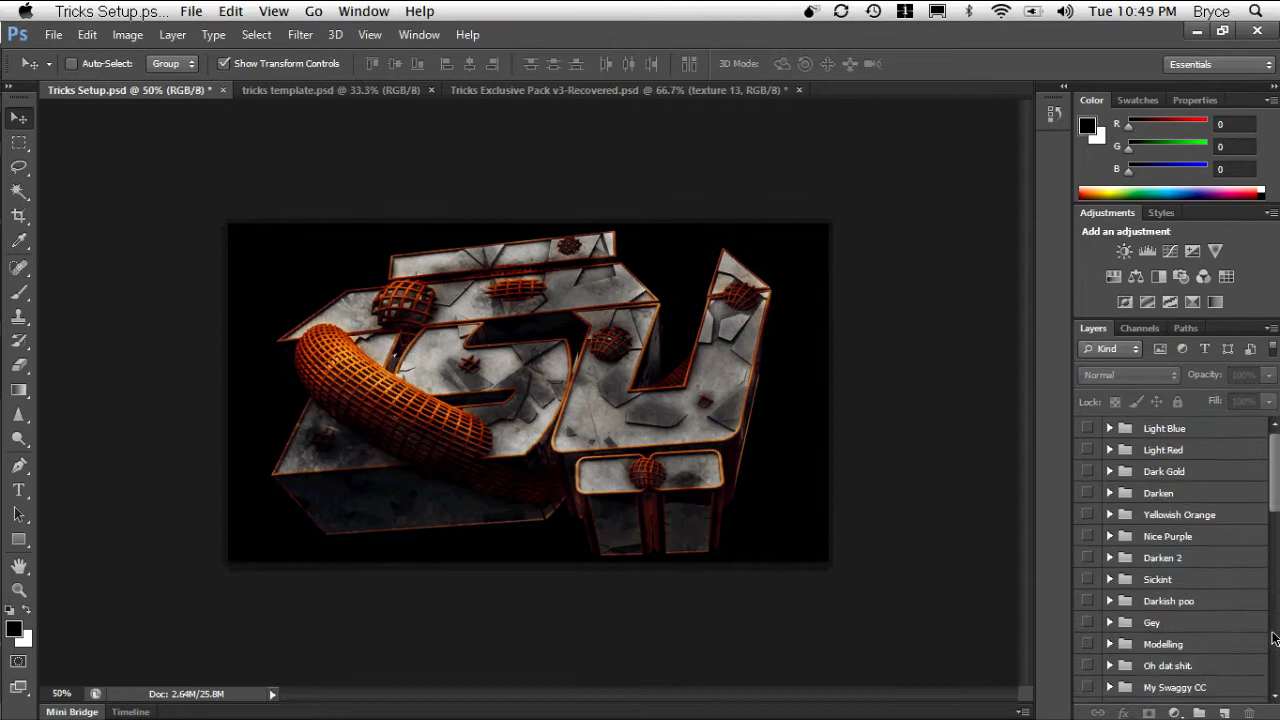 Tricks Setup.ps... File Edit View Go Window Help Tue 10:49 PM Bryce
Ps File Edit Image Layer Type Select Filter 3D View Window Help
Auto-Select: Group Show Transform Controls 3D Mode: Essentials
Tricks Setup.psd @ 50% (RGB/8) * × tricks template.psd @ 33.3% (RGB/8) × Tricks Exclusive Pack v3-Recovered.psd @ 66.7% (texture 13, RGB/8) * ×
Color Swatches Properties
R 0
G 0
B 0
Adjustments Styles
Add an adjustment
Layers Channels Paths
Kind
Normal Opacity: 100%
Lock: Fill: 100%
Light Blue
Light Red
Dark Gold
Darken
Yellowish Orange
Nice Purple
Darken 2
Sickint
Darkish poo
Gey
Modelling
Oh dat shit.
My Swaggy CC
50% Doc: 2.64M/25.8M
Mini Bridge Timeline